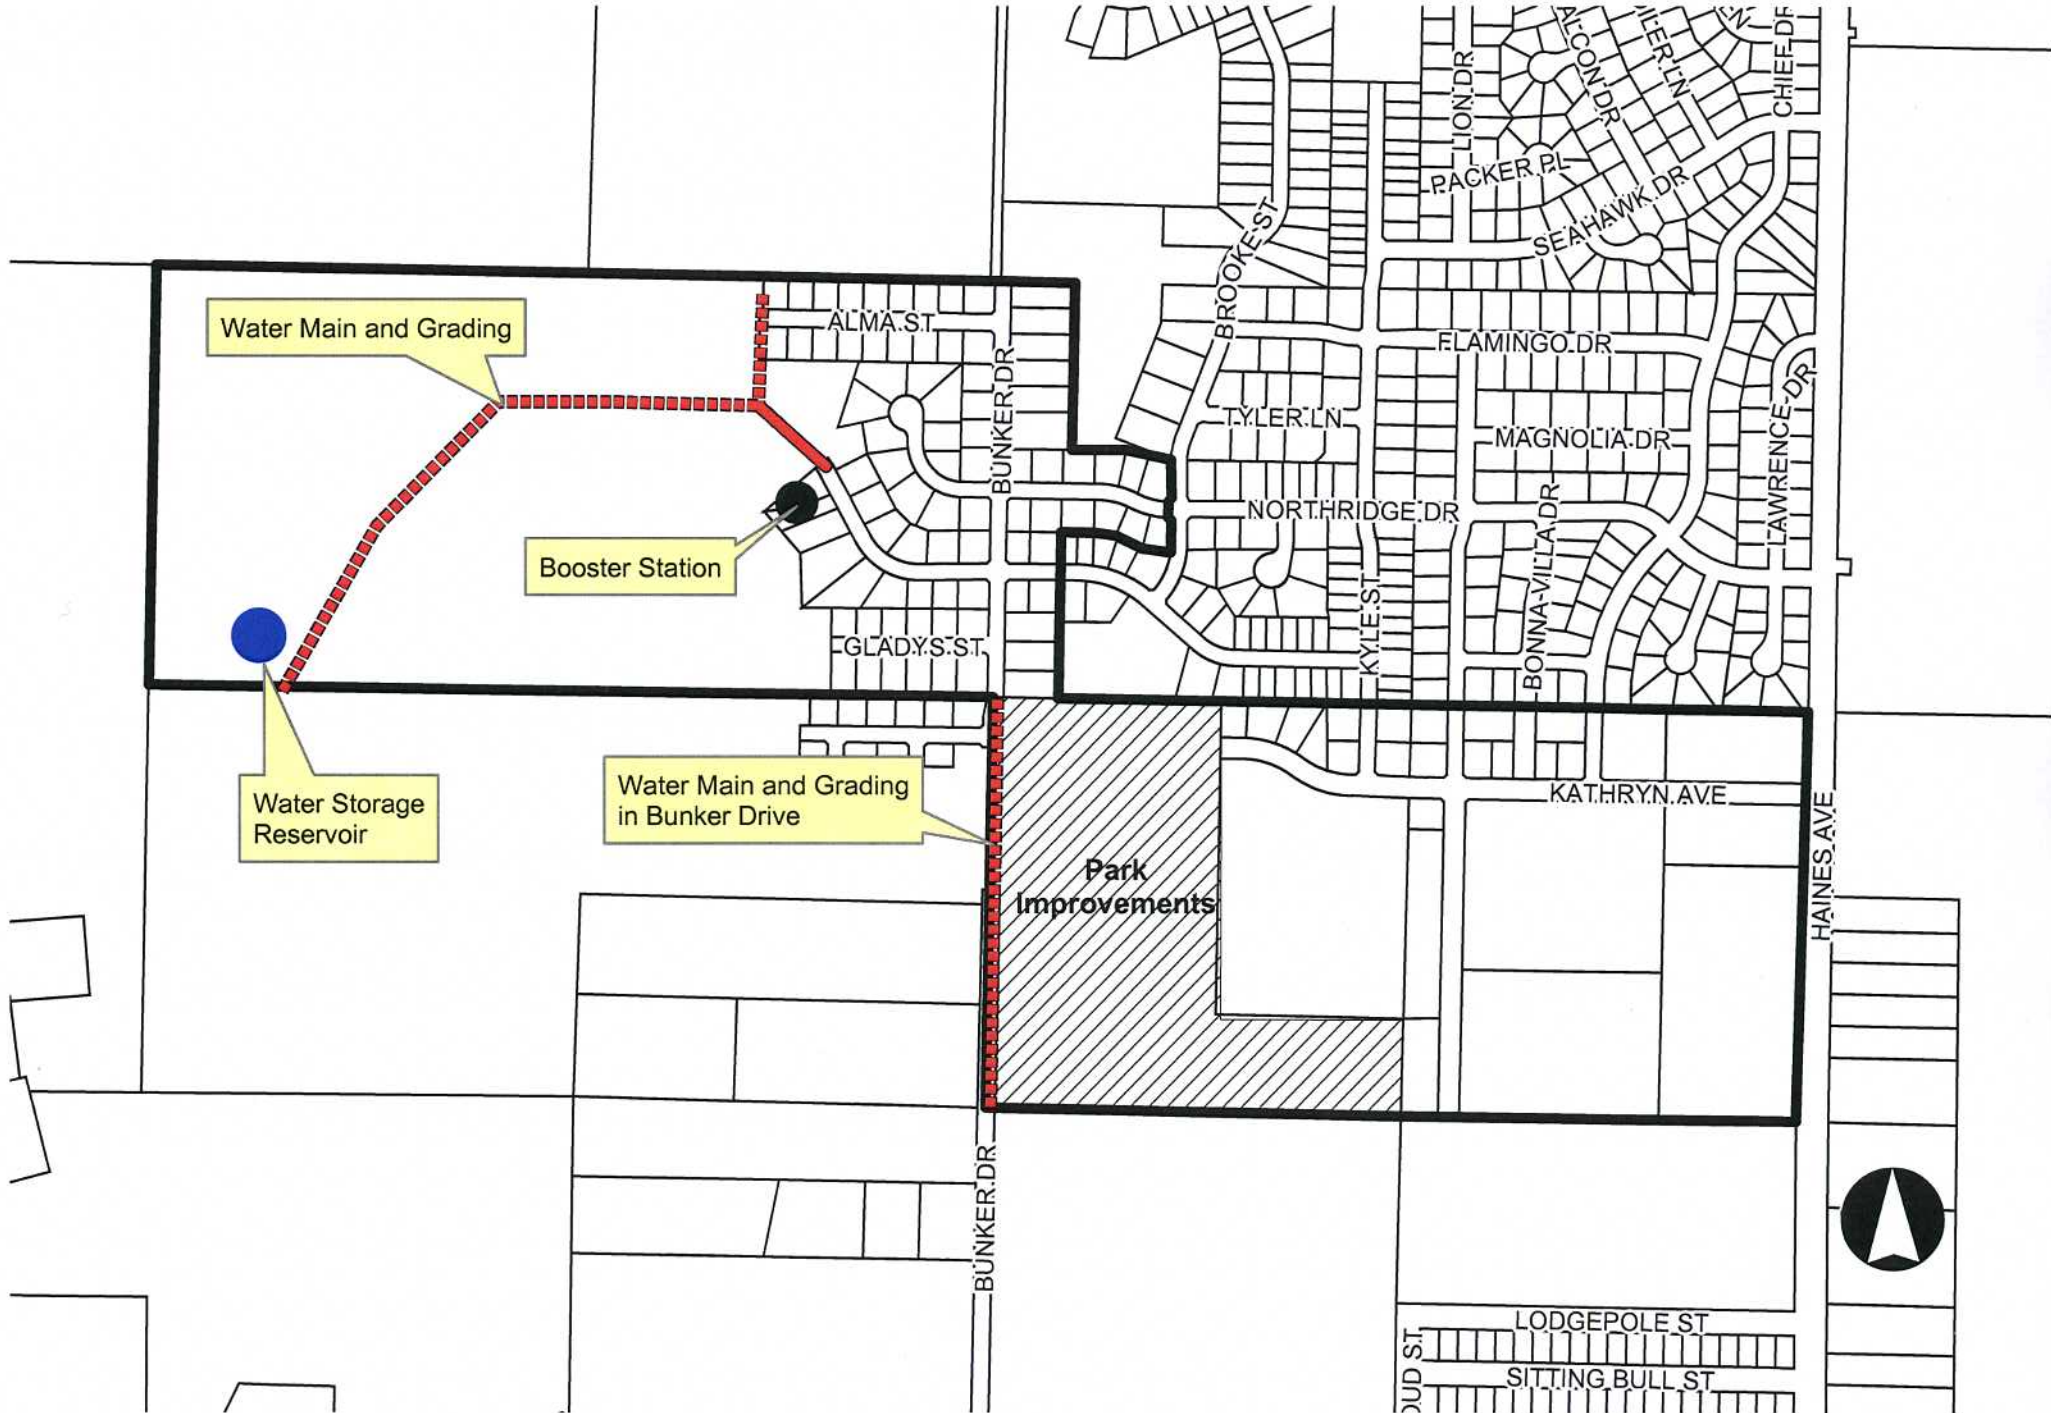 CHIEF DR
LION DR
PACKER PL
SEAHAWK DR
BROOKE ST
Water Main and Grading
ALMA ST
FLAMINGO DR
BUNKER DR
TYLER LN
MAGNOLIA DR
LAWRENCE DR
NORTHRIDGE DR
BONNA VILLA DR
Booster Station
KYLE ST
GLADYS ST
Water Main and Grading
in Bunker Drive
Water Storage
Reservoir
KATHRYN AVE
HAINES AVE
Park
Improvements
BUNKER DR
LODGEPOLE ST
SITTING BULL ST